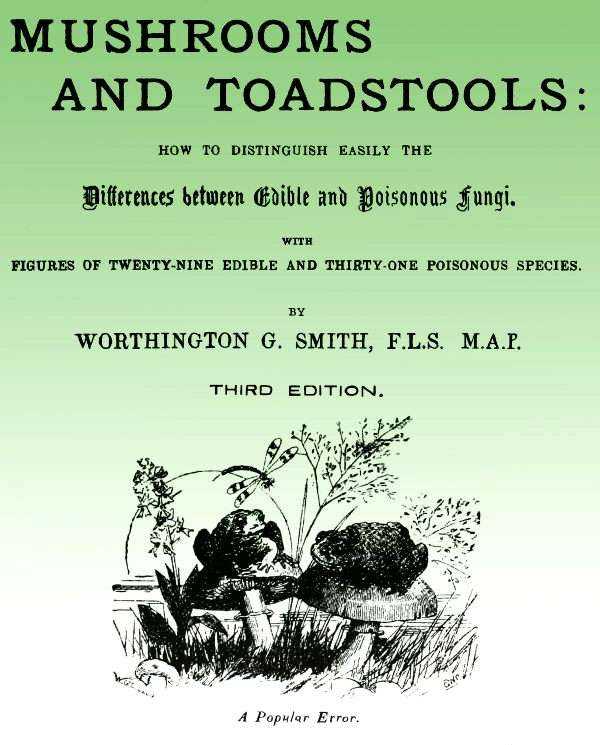 MUSHROOMS
AND TOADSTOOLS:
HOW TO DISTINGUISH EASILY THE
Differences between Edible and Poisonous Fungi.
WITH
FIGURES OF TWENTY-NINE EDIBLE AND THIRTY-ONE POISONOUS SPECIES.
BY
WORTHINGTON G. SMITH, F.L.S. M.A.P.
THIRD EDITION.
A Popular Error.